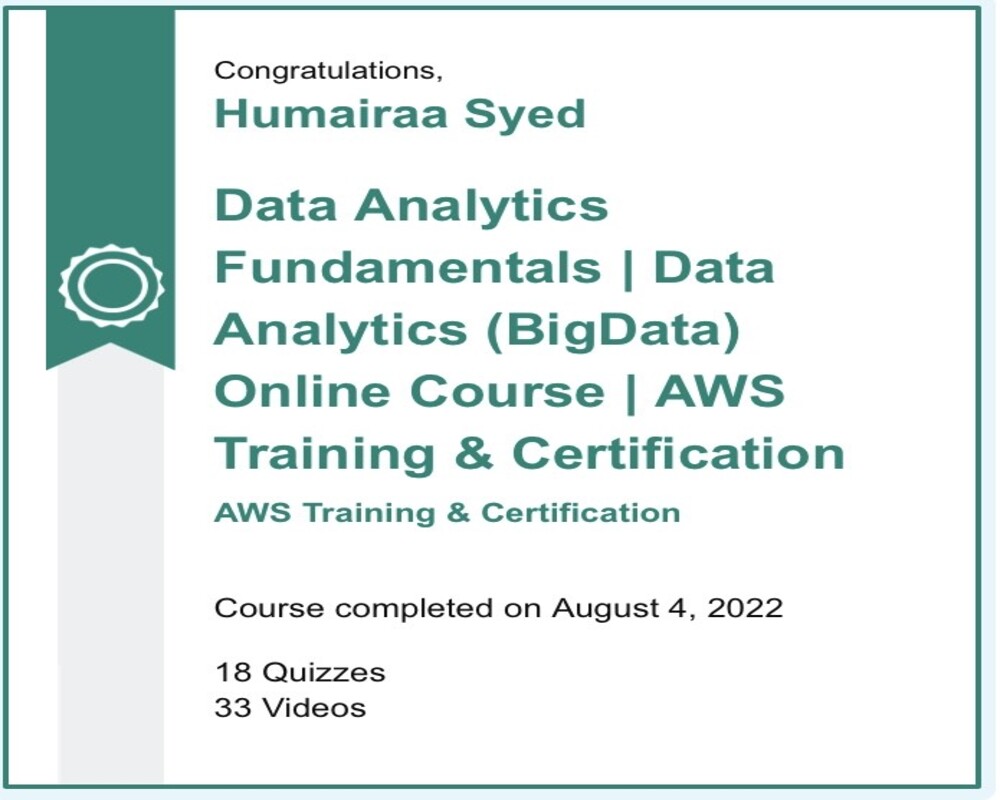 Congratulations,
Humairaa Syed
Data Analytics
Fundamentals | Data
Analytics (BigData)
Online Course | AWS
Training & Certification
AWS Training & Certification
Course completed on August 4, 2022
18 Quizzes
33 Videos